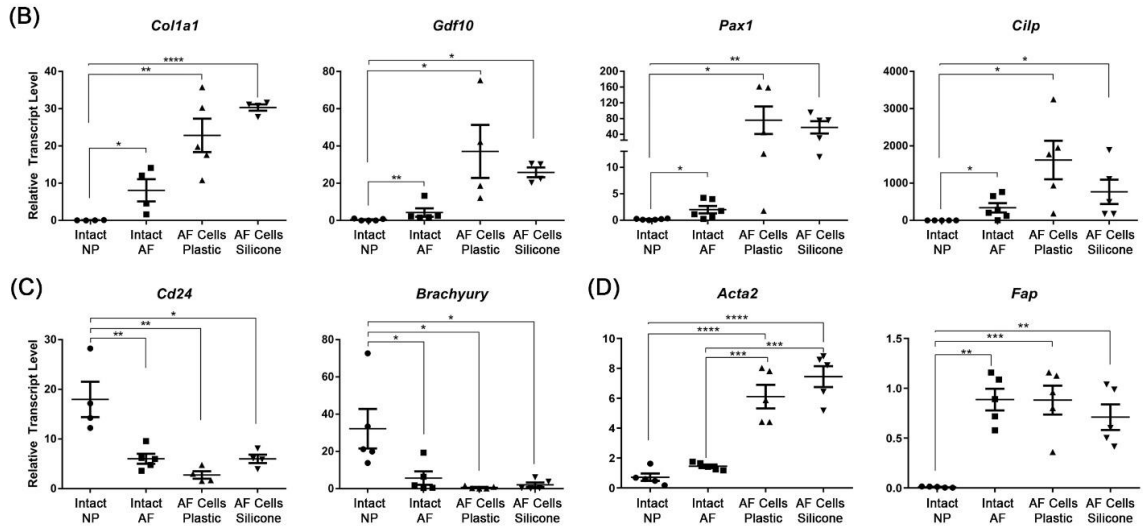 (B)
Col1a1
Gdf10
Pax1
Cilp
Relative Transcript Level
40
30
20
10
0
****
**
*
Intact NP
Intact AF
AF Cells Plastic
AF Cells Silicone
80
60
40
20
0
*
*
**
Intact NP
Intact AF
AF Cells Plastic
AF Cells Silicone
200
160
120
80
40
10
5
0
**
*
*
Intact NP
Intact AF
AF Cells Plastic
AF Cells Silicone
4000
3000
2000
1000
0
*
*
*
Intact NP
Intact AF
AF Cells Plastic
AF Cells Silicone
(C)
Cd24
Brachyury
Relative Transcript Level
30
20
10
0
*
**
**
Intact NP
Intact AF
AF Cells Plastic
AF Cells Silicone
80
60
40
20
0
*
*
*
Intact NP
Intact AF
AF Cells Plastic
AF Cells Silicone
(D)
Acta2
Fap
10
8
6
4
2
0
****
****
***
***
Intact NP
Intact AF
AF Cells Plastic
AF Cells Silicone
1.5
1.0
0.5
0.0
**
***
**
Intact NP
Intact AF
AF Cells Plastic
AF Cells Silicone